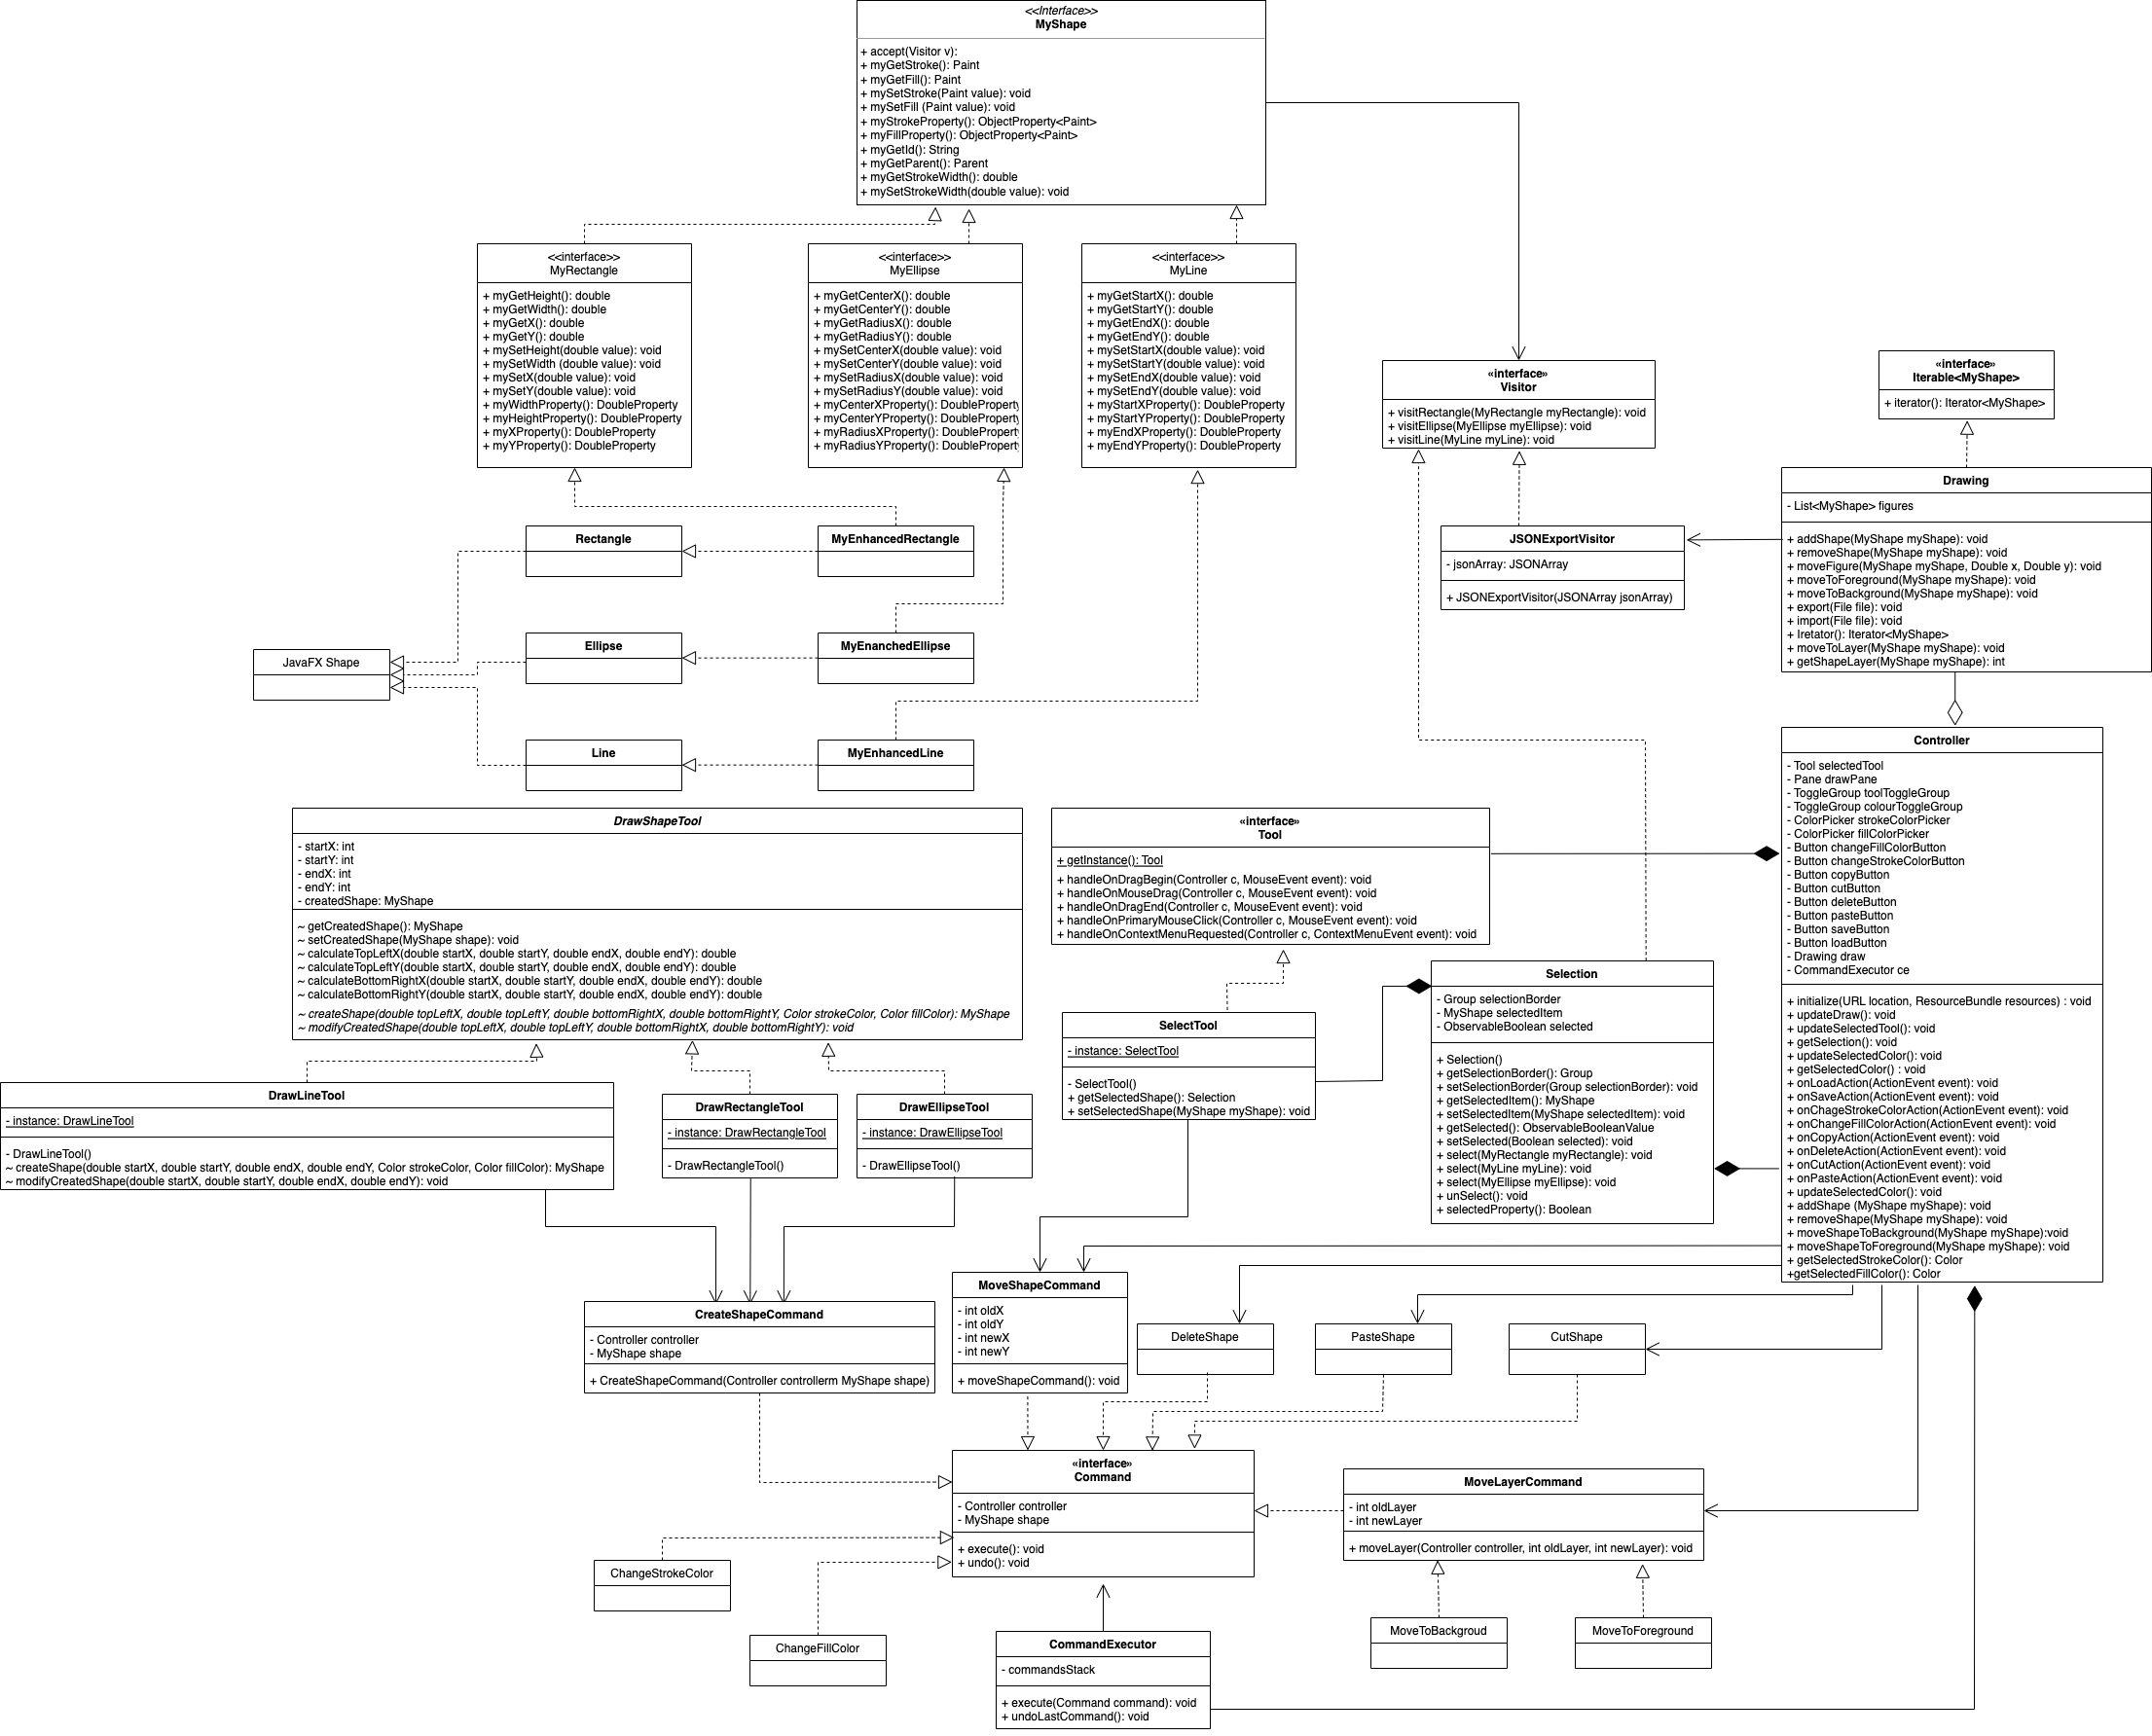 <<Interface>>
MyShape
+ accept(Visitor v):
+ myGetStroke(): Paint
+ myGetFill(): Paint
+ mySetStroke(Paint value): void
+ mySetFill (Paint value): void
+ myStrokeProperty(): ObjectProperty<Paint>
+ myFillProperty(): ObjectProperty<Paint>
+ myGetId(): String
+ myGetParent(): Parent
+ myGetStrokeWidth(): double
+ mySetStrokeWidth(double value): void
<<interface>>
MyRectangle
+ myGetHeight(): double
+ myGetWidth(): double
+ myGetX(): double
+ myGetY(): double
+ mySetHeight(double value): void
+ mySetWidth (double value): void
+ mySetX(double value): void
+ mySetY(double value): void
+ myWidthProperty(): DoubleProperty
+ myHeightProperty(): DoubleProperty
+ myXProperty(): DoubleProperty
+ myYProperty(): DoubleProperty
<<interface>>
MyEllipse
+ myGetCenterX(): double
+ myGetCenterY(): double
+ myGetRadiusX(): double
+ myGetRadiusY(): double
+ mySetCenterX(double value): void
+ mySetCenterY(double value): void
+ mySetRadiusX(double value): void
+ mySetRadiusY(double value): void
+ myCenterXProperty(): DoubleProperty
+ myCenterYProperty(): DoubleProperty
+ myRadiusXProperty(): DoubleProperty
+ myRadiusYProperty(): DoubleProperty
<<interface>>
MyLine
+ myGetStartX(): double
+ myGetStartY(): double
+ myGetEndX(): double
+ myGetEndY(): double
+ mySetStartX(double value): void
+ mySetStartY(double value): void
+ mySetEndX(double value): void
+ mySetEndY(double value): void
+ myStartXProperty(): DoubleProperty
+ myStartYProperty(): DoubleProperty
+ myEndXProperty(): DoubleProperty
+ myEndYProperty(): DoubleProperty
«interface»
Visitor
+ visitRectangle(MyRectangle myRectangle): void
+ visitEllipse(MyEllipse myEllipse): void
+ visitLine(MyLine myLine): void
«interface»
Iterable<MyShape>
+ iterator(): Iterator<MyShape>
Drawing
- List<MyShape> figures
+ addShape(MyShape myShape): void
+ removeShape(MyShape myShape): void
+ moveFigure(MyShape myShape, Double x, Double y): void
+ moveToForeground(MyShape myShape): void
+ moveToBackground(MyShape myShape): void
+ export(File file): void
+ import(File file): void
+ Iretator(): Iterator<MyShape>
+ moveToLayer(MyShape myShape): void
+ getShapeLayer(MyShape myShape): int
JSONExportVisitor
- jsonArray: JSONArray
+ JSONExportVisitor(JSONArray jsonArray)
Rectangle
MyEnhancedRectangle
Ellipse
MyEnanchedEllipse
JavaFX Shape
Line
MyEnhancedLine
Controller
- Tool selectedTool
- Pane drawPane
- ToggleGroup toolToggleGroup
- ToggleGroup colourToggleGroup
- ColorPicker strokeColorPicker
- ColorPicker fillColorPicker
- Button changeFillColorButton
- Button changeStrokeColorButton
- Button copyButton
- Button cutButton
- Button deleteButton
- Button pasteButton
- Button saveButton
- Button loadButton
- Drawing draw
- CommandExecutor ce
+ initialize(URL location, ResourceBundle resources) : void
+ updateDraw(): void
+ updateSelectedTool(): void
+ getSelection(): void
+ updateSelectedColor(): void
+ getSelectedColor() : void
+ onLoadAction(ActionEvent event): void
+ onSaveAction(ActionEvent event): void
+ onChageStrokeColorAction(ActionEvent event): void
+ onChangeFillColorAction(ActionEvent event): void
+ onCopyAction(ActionEvent event): void
+ onDeleteAction(ActionEvent event): void
+ onCutAction(ActionEvent event): void
+ onPasteAction(ActionEvent event): void
+ updateSelectedColor(): void
+ addShape (MyShape myShape): void
+ removeShape(MyShape myShape): void
+ moveShapeToBackground(MyShape myShape):void
+ moveShapeToForeground(MyShape myShape): void
+ getSelectedStrokeColor(): Color
+getSelectedFillColor(): Color
DrawShapeTool
- startX: int
- startY: int
- endX: int
- endY: int
- createdShape: MyShape
~ getCreatedShape(): MyShape
~ setCreatedShape(MyShape shape): void
~ calculateTopLeftX(double startX, double startY, double endX, double endY): double
~ calculateTopLeftY(double startX, double startY, double endX, double endY): double
~ calculateBottomRightX(double startX, double startY, double endX, double endY): double
~ calculateBottomRightY(double startX, double startY, double endX, double endY): double
~ createShape(double topLeftX, double topLeftY, double bottomRightX, double bottomRightY, Color strokeColor, Color fillColor): MyShape
~ modifyCreatedShape(double topLeftX, double topLeftY, double bottomRightX, double bottomRightY): void
«interface»
Tool
+ getInstance(): Tool
+ handleOnDragBegin(Controller c, MouseEvent event): void
+ handleOnMouseDrag(Controller c, MouseEvent event): void
+ handleOnDragEnd(Controller c, MouseEvent event): void
+ handleOnPrimaryMouseClick(Controller c, MouseEvent event): void
+ handleOnContextMenuRequested(Controller c, ContextMenuEvent event): void
Selection
- Group selectionBorder
- MyShape selectedItem
- ObservableBoolean selected
+ Selection()
+ getSelectionBorder(): Group
+ setSelectionBorder(Group selectionBorder): void
+ getSelectedItem(): MyShape
+ setSelectedItem(MyShape selectedItem): void
+ getSelected(): ObservableBooleanValue
+ setSelected(Boolean selected): void
+ select(MyRectangle myRectangle): void
+ select(MyLine myLine): void
+ select(MyEllipse myEllipse): void
+ unSelect(): void
+ selectedProperty(): Boolean
SelectTool
- instance: SelectTool
- SelectTool()
+ getSelectedShape(): Selection
+ setSelectedShape(MyShape myShape): void
DrawLineTool
- instance: DrawLineTool
- DrawLineTool()
~ createShape(double startX, double startY, double endX, double endY, Color strokeColor, Color fillColor): MyShape
~ modifyCreatedShape(double startX, double startY, double endX, double endY): void
DrawRectangleTool
- instance: DrawRectangleTool
- DrawRectangleTool()
DrawEllipseTool
- instance: DrawEllipseTool
- DrawEllipseTool()
CreateShapeCommand
- Controller controller
- MyShape shape
+ CreateShapeCommand(Controller controllerm MyShape shape)
MoveShapeCommand
- int oldX
- int oldY
- int newX
- int newY
+ moveShapeCommand(): void
DeleteShape
PasteShape
CutShape
«interface»
Command
- Controller controller
- MyShape shape
+ execute(): void
+ undo(): void
MoveLayerCommand
- int oldLayer
- int newLayer
+ moveLayer(Controller controller, int oldLayer, int newLayer): void
ChangeStrokeColor
ChangeFillColor
MoveToBackgroud
MoveToForeground
CommandExecutor
- commandsStack
+ execute(Command command): void
+ undoLastCommand(): void